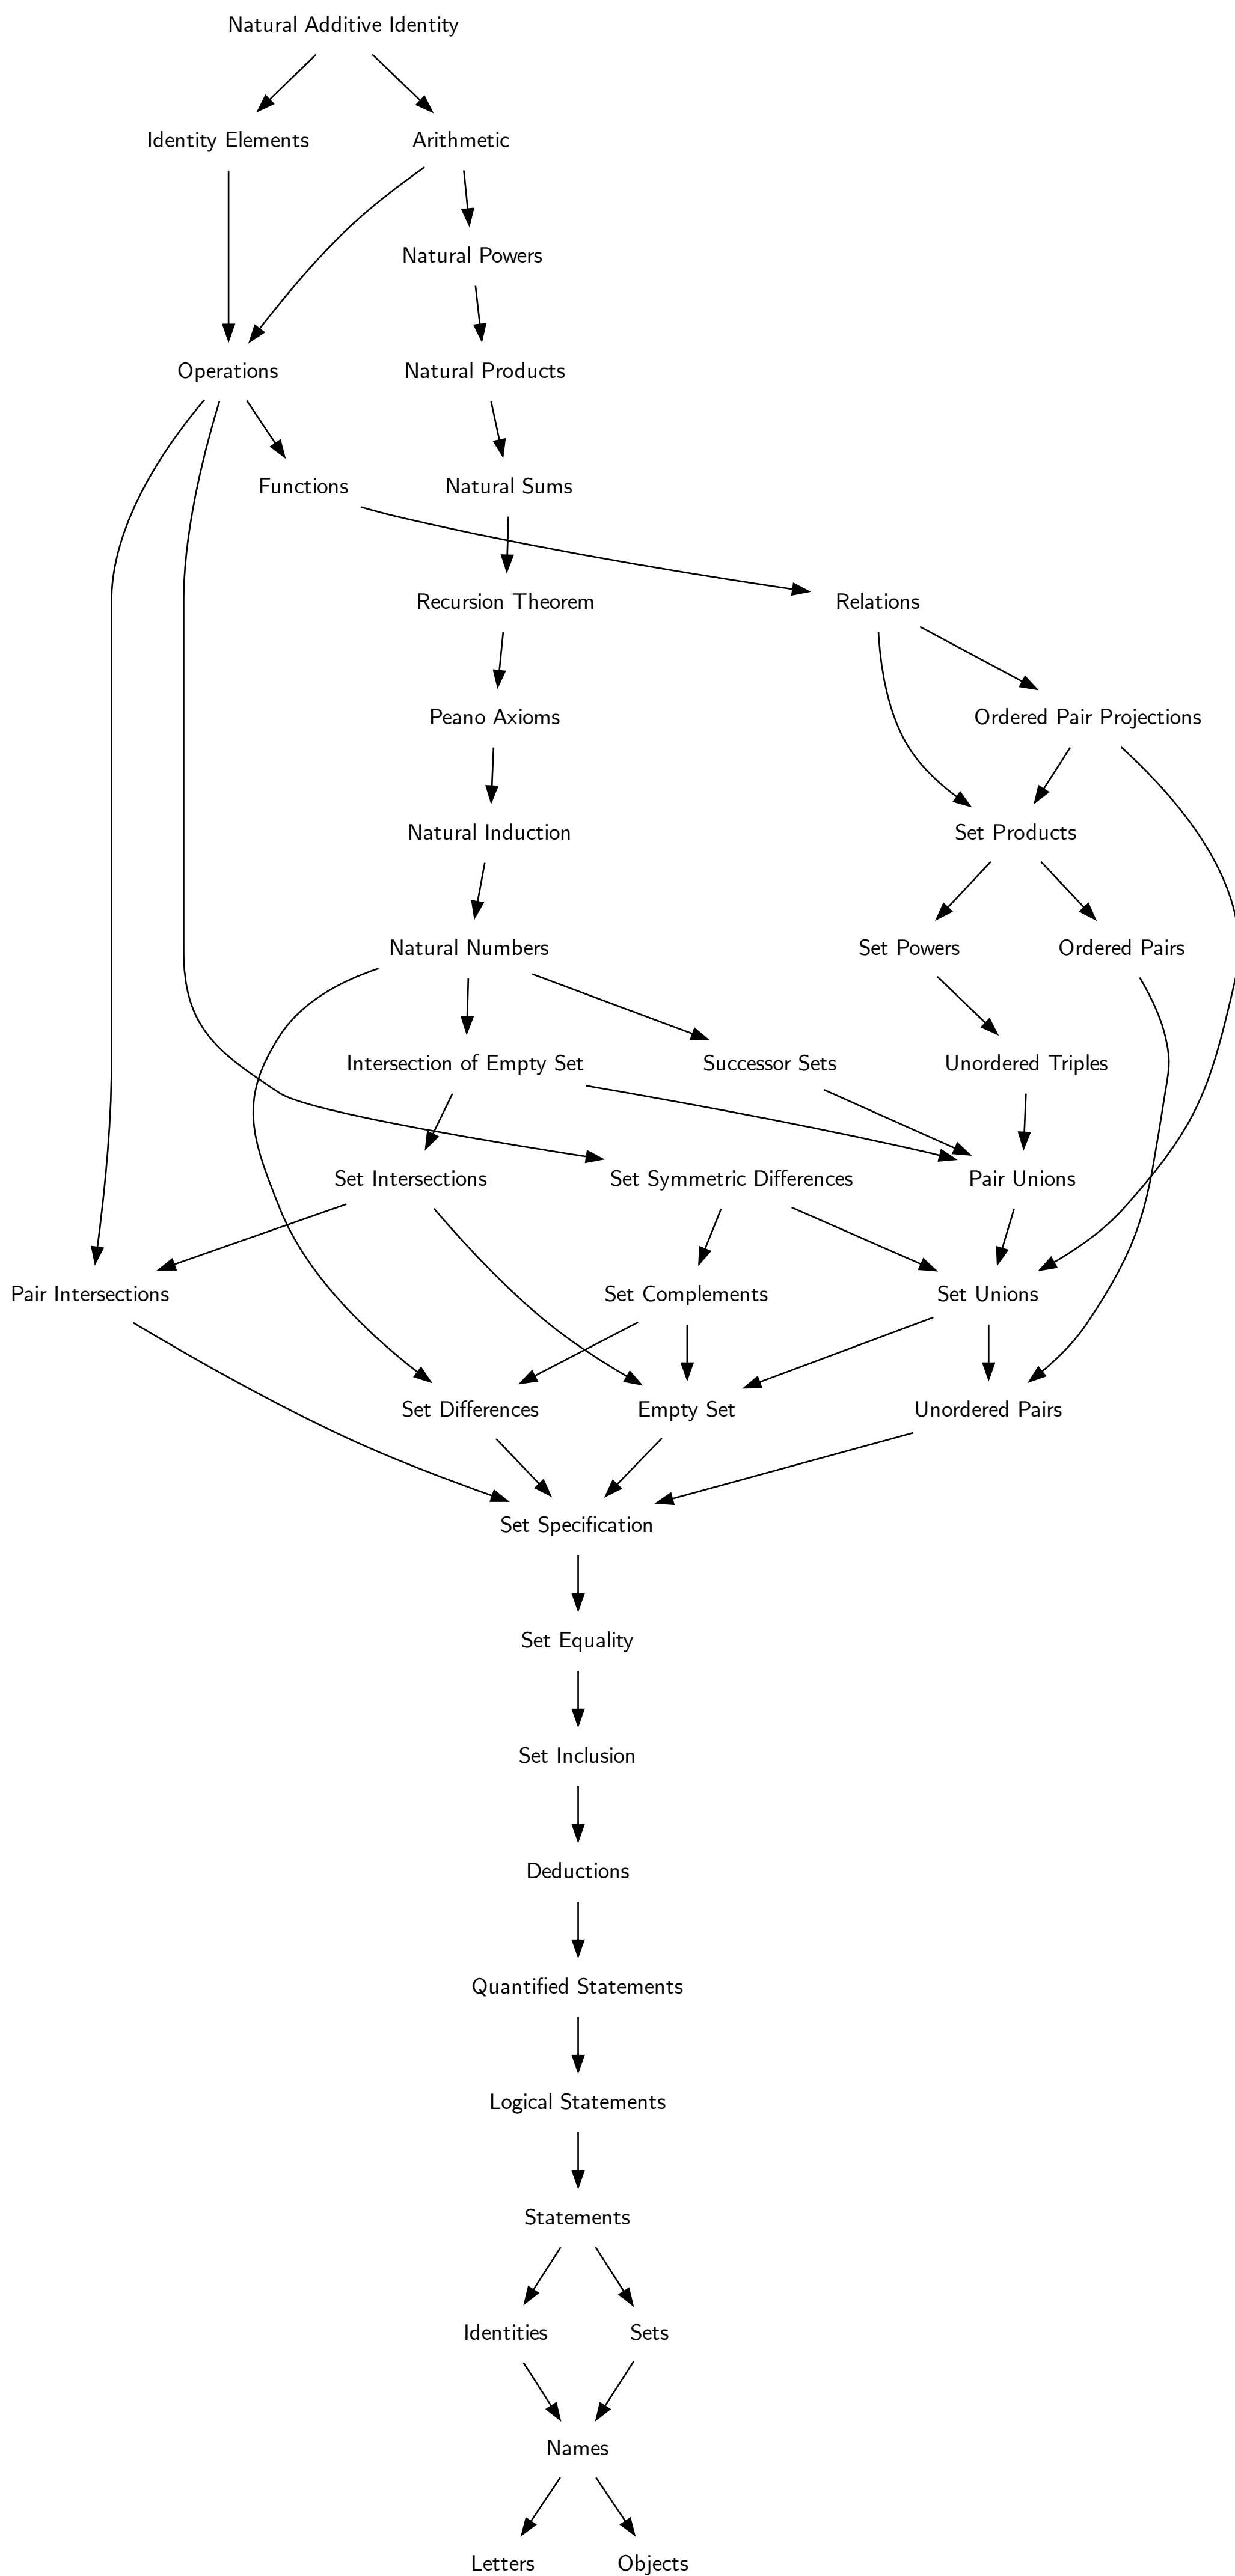 Natural Additive Identity
Identity Elements
Arithmetic
Natural Powers
Operations
Natural Products
Functions
Natural Sums
Recursion Theorem
Relations
Peano Axioms
Ordered Pair Projections
Natural Induction
Set Products
Natural Numbers
Set Powers
Ordered Pairs
Intersection of Empty Set
Successor Sets
Unordered Triples
Set Intersections
Set Symmetric Differences
Pair Unions
Pair Intersections
Set Complements
Set Unions
Set Differences
Empty Set
Unordered Pairs
Set Specification
Set Equality
Set Inclusion
Deductions
Quantified Statements
Logical Statements
Statements
Identities
Sets
Names
Letters
Objects